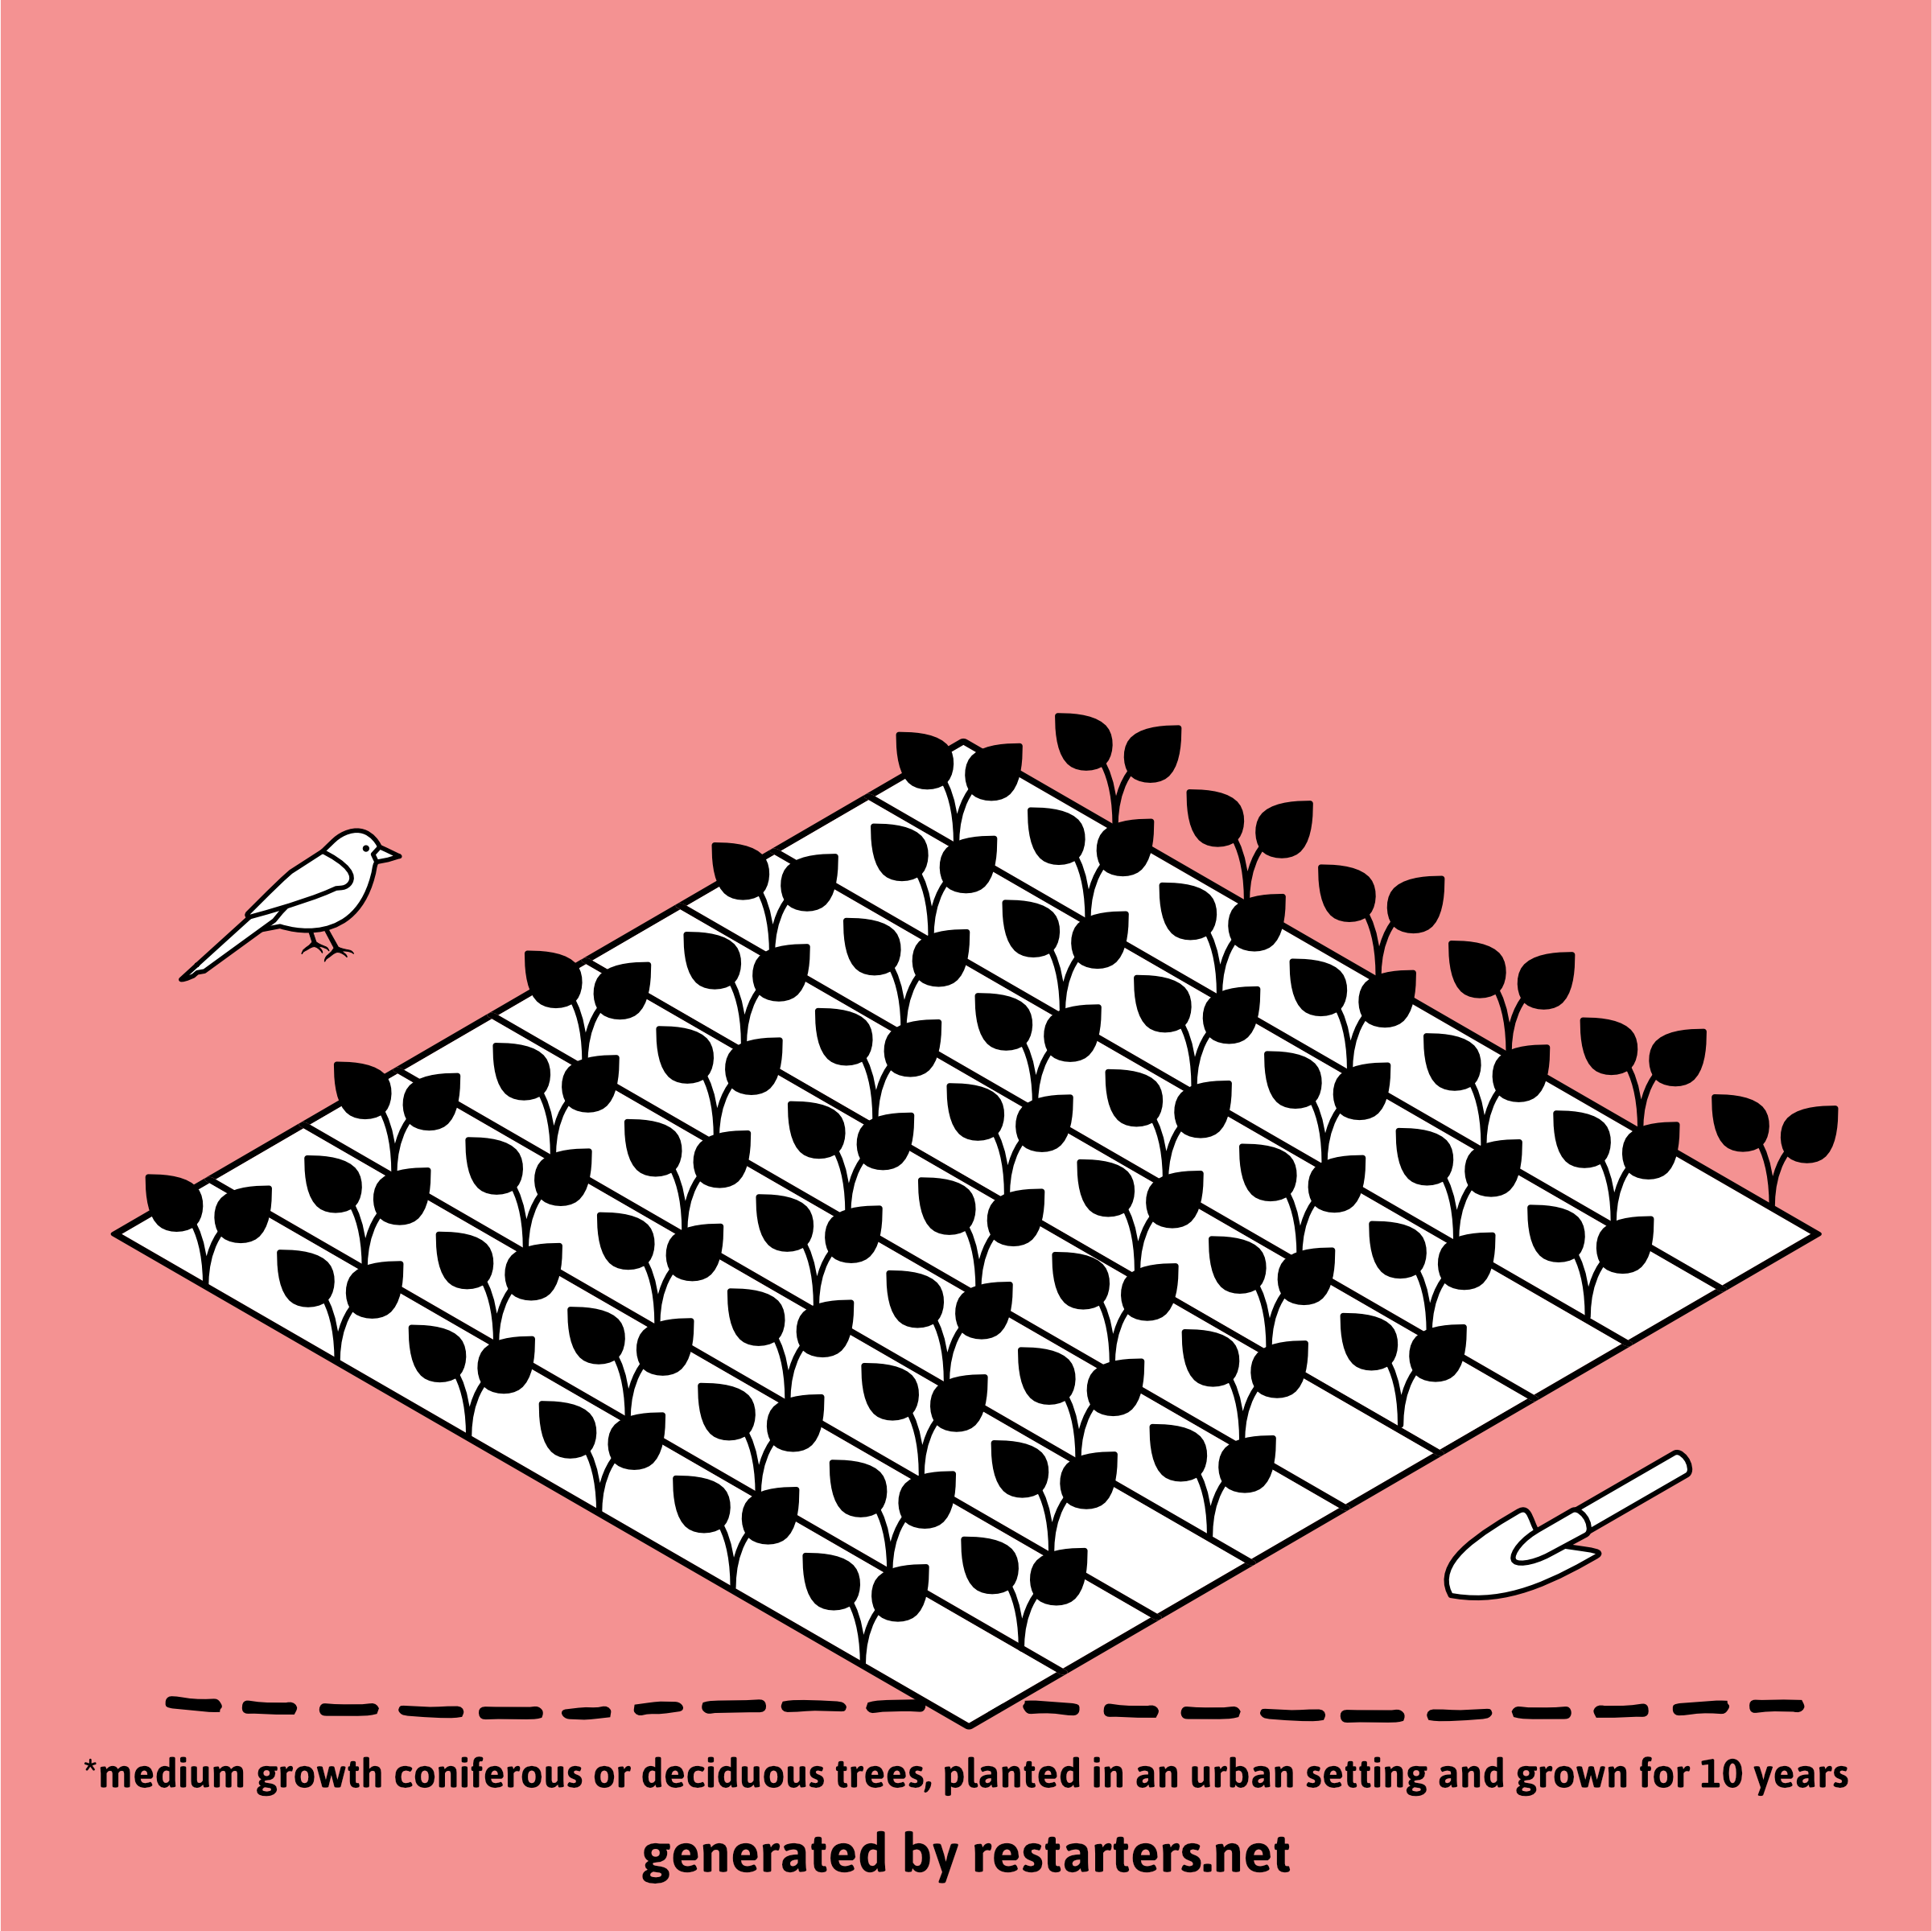 *medium growth coniferous or deciduous trees, planted in an urban setting and grown for 10 years
generated by restarters.net